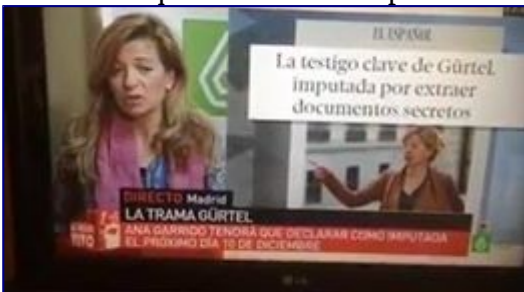 EL ESPAÑOL
La testigo clave de Gürtel,
imputada por extraer
documentos secretos
DIRECTO Madrid
LA TRAMA GÜRTEL
ANA GARRIDO TENDRÁ QUE DECLARAR COMO IMPUTADA
EL PRÓXIMO DÍA 10 DE DICIEMBRE
LG